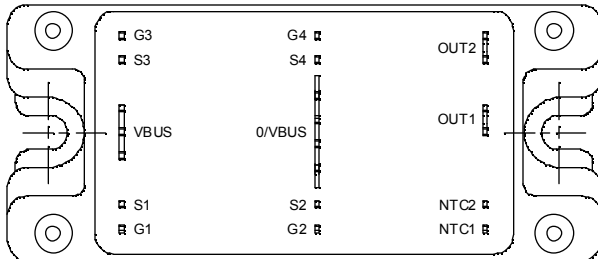 G3 G4
OUT2
S3 S4
OUT1
VBUS 0/VBUS
S1 S2 NTC2
G1 G2 NTC1